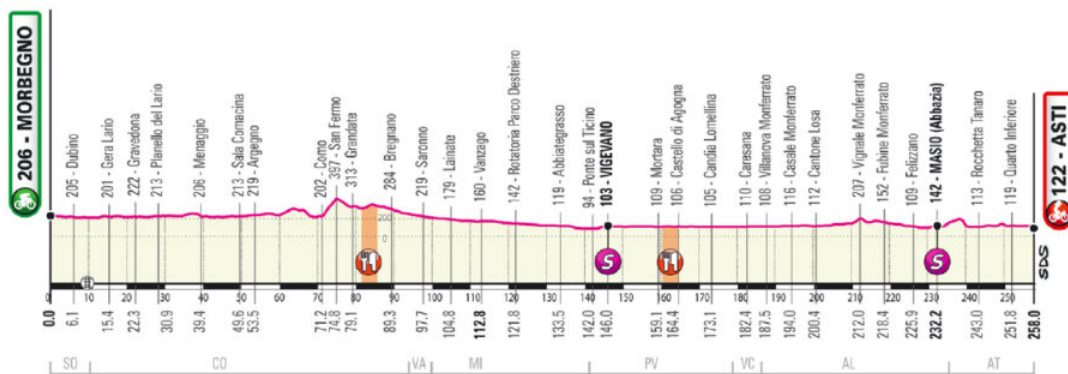 206 - MORBEGNO
205 - Dubino
201 - Gera Lario
222 - Gravedona
213 - Pianello del Lario
206 - Menaggio
213 - Sala Comacina
219 - Argegno
202 - Como
397 - San Fermo
313 - Grandate
284 - Bregnano
219 - Saronno
179 - Lainate
160 - Vanzago
142 - Rotatoria Parco Destriero
119 - Abbiategrasso
94 - Ponte sul Ticino
103 - VIGEVANO
109 - Mortara
106 - Castello di Agogna
105 - Candia Lomellina
110 - Caresana
108 - Villanova Monferrato
116 - Casale Monferrato
112 - Cantone Losa
207 - Vignale Monferrato
152 - Fubine Monferrato
109 - Felizzano
142 - MASIO (Abbazia)
113 - Rocchetta Tanaro
119 - Quarto Inferiore
122 - ASTI
200
0
S
S
SDS
0 10 20 30 40 50 60 70 80 90 100 110 120 130 140 150 160 170 180 190 200 210 220 230 240 250
0.0 6.1 15.4 22.3 30.9 39.4 49.6 53.5 71.2 74.8 79.1 89.3 97.7 104.8 112.8 121.8 133.5 142.0 146.0 159.1 164.4 173.1 182.4 187.5 194.0 200.4 212.0 218.4 225.9 232.2 243.0 251.8 258.0
SO CO VA MI PV VC AL AT